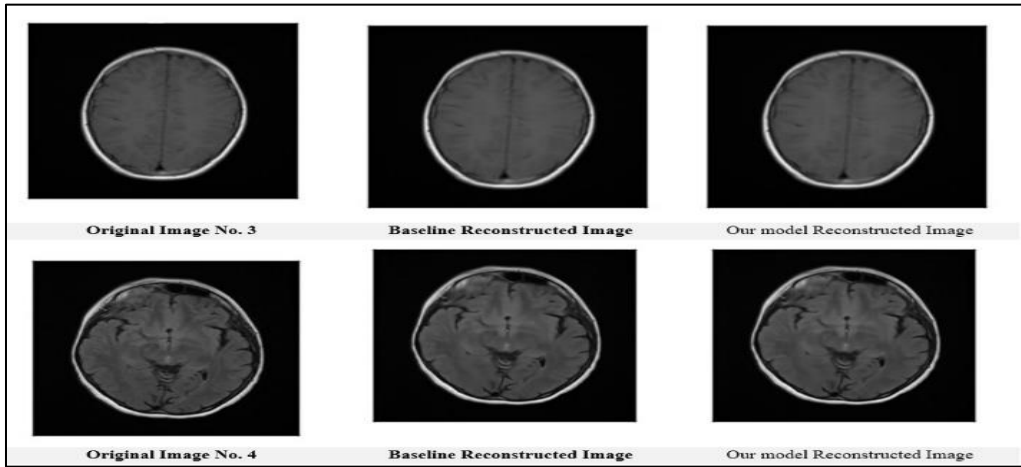 Original Image No. 3
Baseline Reconstructed Image
Our model Reconstructed Image
Original Image No. 4
Baseline Reconstructed Image
Our model Reconstructed Image